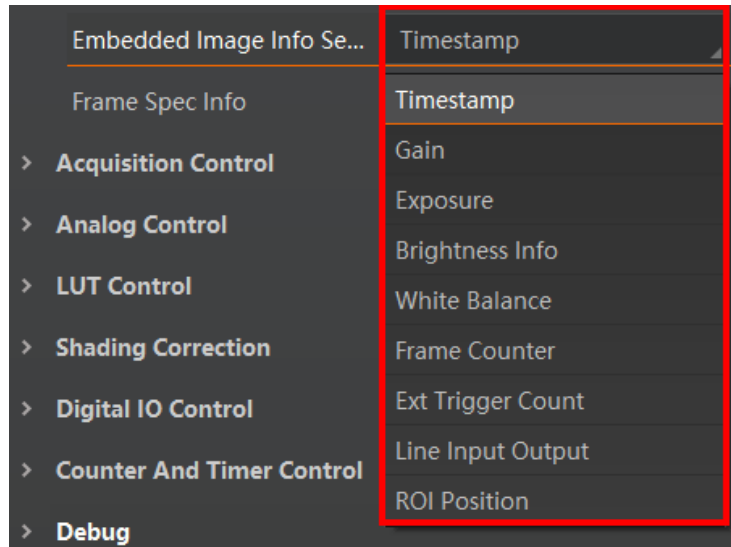 Embedded Image Info Se... Timestamp
Frame Spec Info
Timestamp
Gain
Exposure
Brightness Info
White Balance
Frame Counter
Ext Trigger Count
Line Input Output
ROI Position
Acquisition Control
Analog Control
LUT Control
Shading Correction
Digital IO Control
Counter And Timer Control
Debug